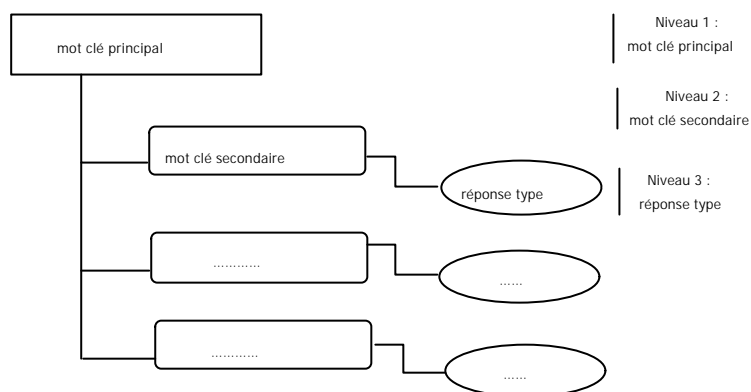 mot clé principal
Niveau 1 :
mot clé principal
Niveau 2 :
mot clé secondaire
mot clé secondaire
réponse type
Niveau 3 :
réponse type
…………
……
…………
……